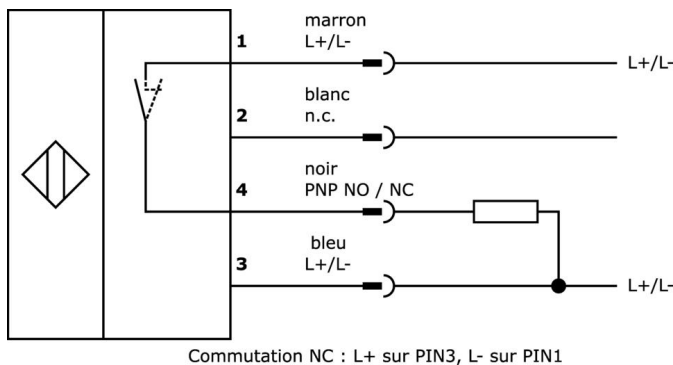 marron
1 L+/L-
L+/L-
blanc
2 n.c.
noir
4 PNP NO / NC
bleu
3 L+/L-
L+/L-
Commutation NC : L+ sur PIN3, L- sur PIN1